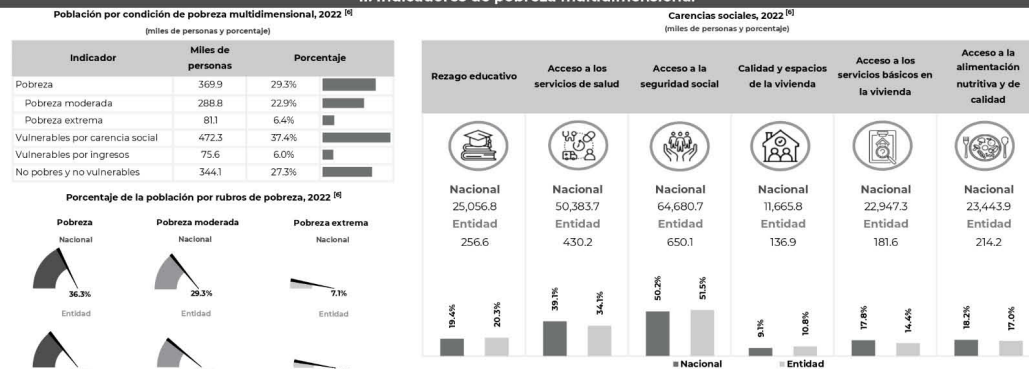 Población por condición de pobreza multidimensional, 2022 [6]
(miles de personas y porcentaje)
Indicador Miles de personas Porcentaje
Pobreza 369.9 29.3%
Pobreza moderada 288.8 22.9%
Pobreza extrema 81.1 6.4%
Vulnerables por carencia social 472.3 37.4%
Vulnerables por ingresos 75.6 6.0%
No pobres y no vulnerables 344.1 27.3%
Porcentaje de la población por rubros de pobreza, 2022 [6]
Pobreza Pobreza moderada Pobreza extrema
Nacional Nacional Nacional
36.3% 29.3% 7.1%
Entidad Entidad Entidad
Carencias sociales, 2022 [6]
(miles de personas y porcentaje)
Rezago educativo
Acceso a los
servicios de salud
Acceso a la
seguridad social
Calidad y espacios
de la vivienda
Acceso a los
servicios básicos en
la vivienda
Acceso a la
alimentación
nutritiva y de
calidad
Nacional Nacional Nacional Nacional Nacional Nacional
25,056.8 50,383.7 64,680.7 11,665.8 22,947.3 23,443.9
Entidad Entidad Entidad Entidad Entidad Entidad
256.6 430.2 650.1 136.9 181.6 214.2
19.4% 20.3% 39.1% 34.1% 50.2% 51.5% 9.1% 10.8% 17.8% 14.4% 18.2% 17.0%
Nacional Entidad